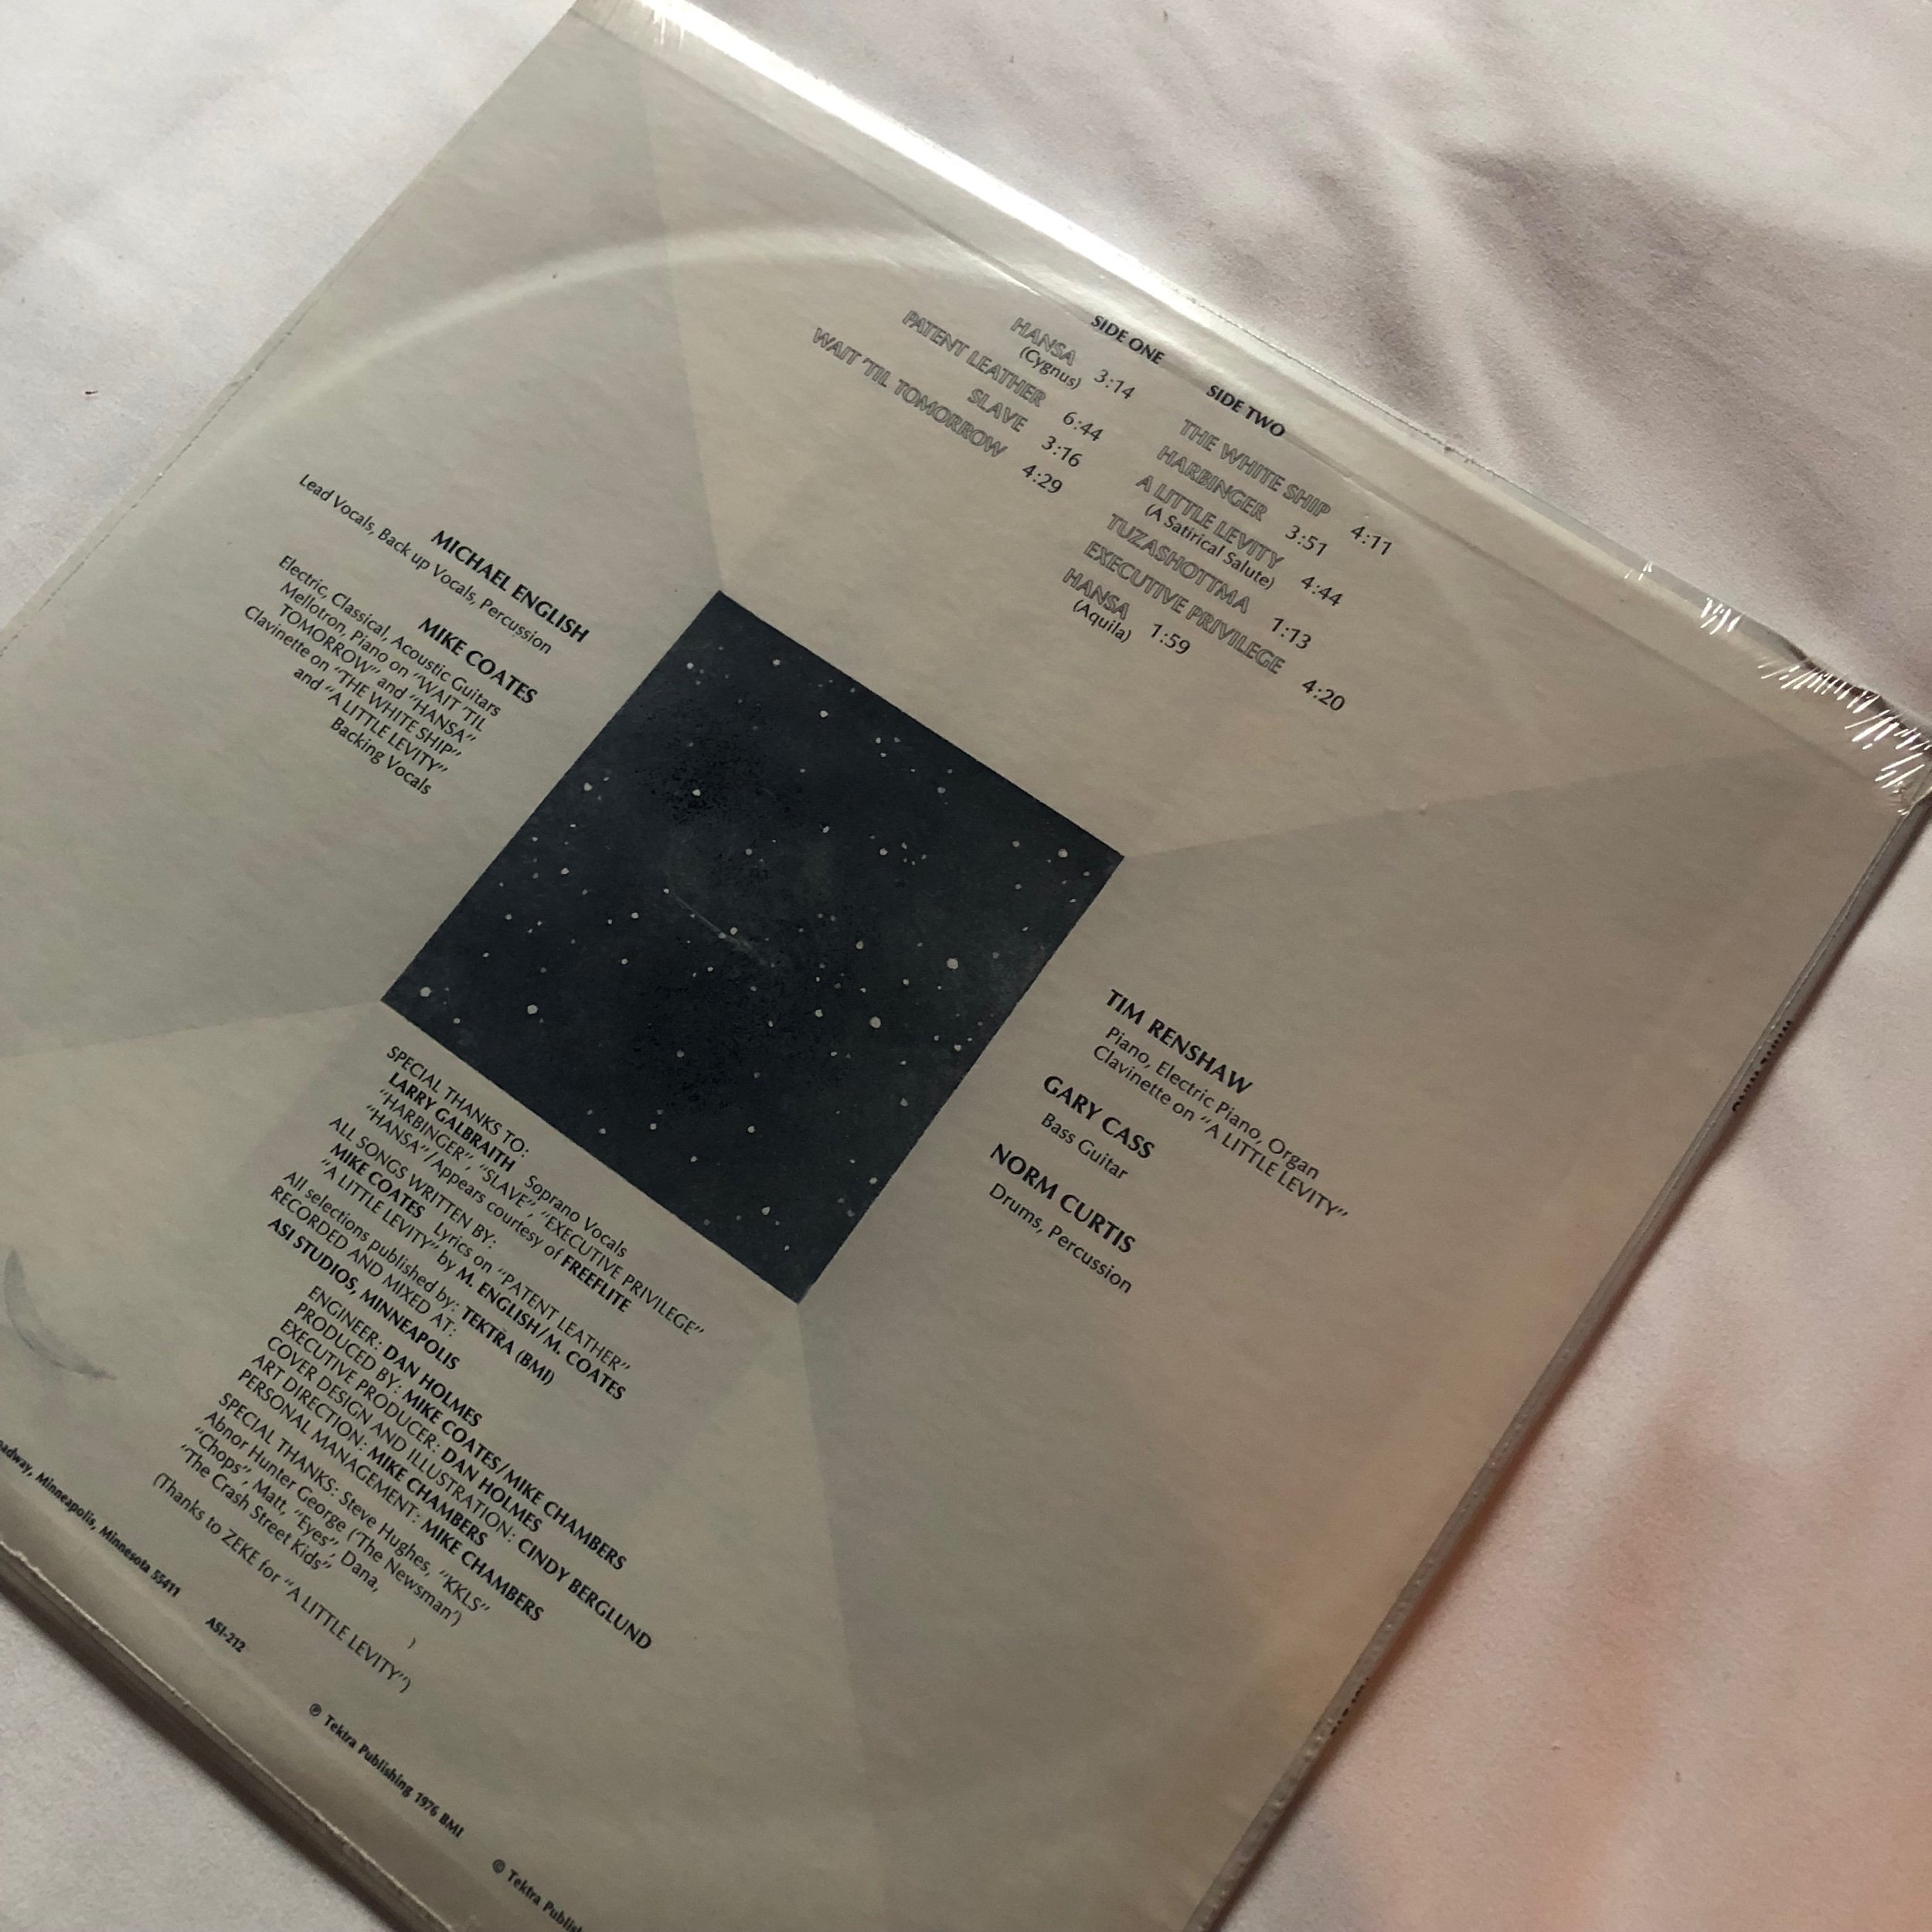 SIDE ONE
HANSA 3:14
(Cygnus)
PATENT LEATHER 6:44
SLAVE 3:16
WAIT 'TIL TOMORROW 4:29
SIDE TWO
THE WHITE SHIP 4:11
HARBINGER 3:51
A LITTLE LEVITY 4:44
(A Satirical Salute)
TUZASHOTTMA 1:13
EXECUTIVE PRIVILEGE 4:20
HANSA 1:59
(Aquila)
MICHAEL ENGLISH
Lead Vocals, Back up Vocals, Percussion
MIKE COATES
Electric, Classical, Acoustic Guitars
Mellotron, Piano on "WAIT 'TIL
TOMORROW" and "HANSA"
Clavinette on "THE WHITE SHIP"
and "A LITTLE LEVITY"
Backing Vocals
TIM RENSHAW
Piano, Electric Piano, Organ
Clavinette on "A LITTLE LEVITY"
GARY CASS
Bass Guitar
NORM CURTIS
Drums, Percussion
SPECIAL THANKS TO:
LARRY GALBRAITH Soprano Vocals
"HARBINGER", "SLAVE", "EXECUTIVE PRIVILEGE"
"HANSA"/Appears courtesy of FREEFLITE
ALL SONGS WRITTEN BY:
MIKE COATES Lyrics on "PATENT LEATHER"
"A LITTLE LEVITY" by M. ENGLISH/M. COATES
All selections published by: TEKTRA (BMI)
RECORDED AND MIXED AT:
ASI STUDIOS, MINNEAPOLIS
ENGINEER: DAN HOLMES
PRODUCED BY: MIKE COATES/MIKE CHAMBERS
EXECUTIVE PRODUCER: DAN HOLMES
COVER DESIGN AND ILLUSTRATION: CINDY BERGLUND
ART DIRECTION: MIKE CHAMBERS
PERSONAL MANAGEMENT: MIKE CHAMBERS
SPECIAL THANKS: Steve Hughes, "KKLS"
Abnor Hunter George ('The Newsman')
"Chops", Matt, "Eyes", Dana,
"The Crash Street Kids"
(Thanks to ZEKE for "A LITTLE LEVITY")
Minneapolis, Minnesota 55411 ASI-212
℗ Tektra Publishing 1976 BMI
© Tektra